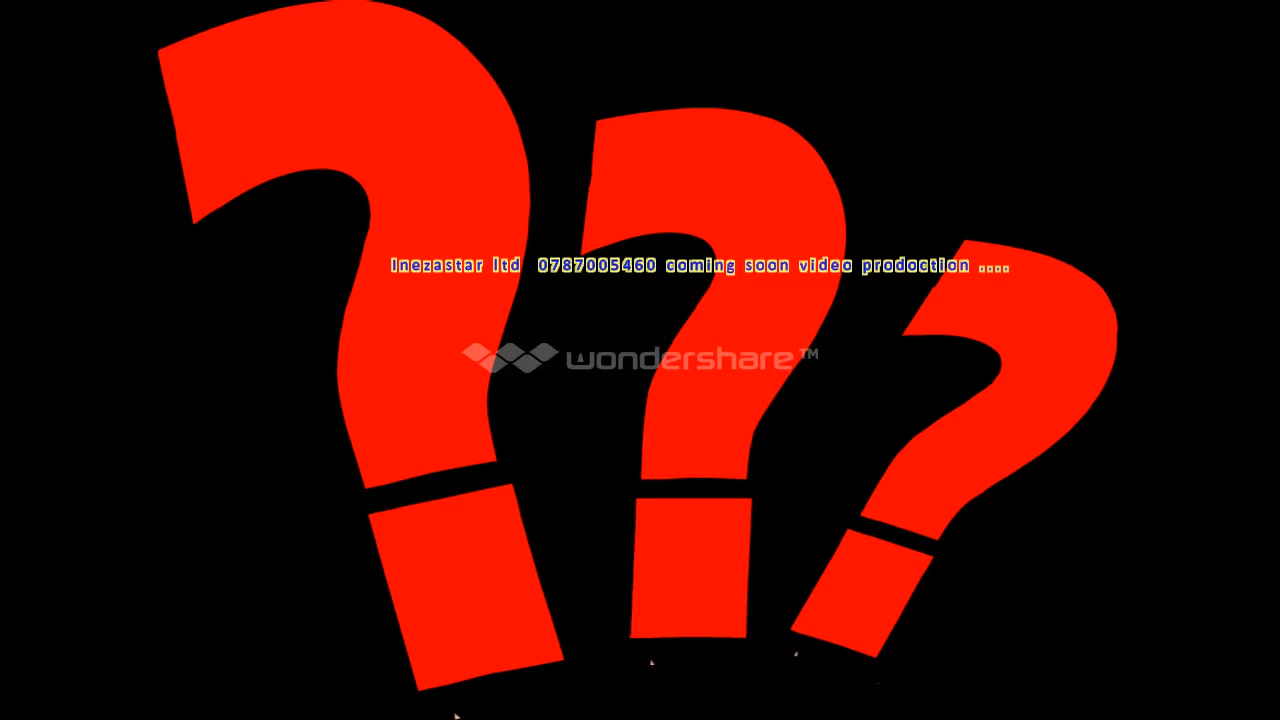 Inezastar ltd 0787005460 coming soon video prodoction ....
wondershare™